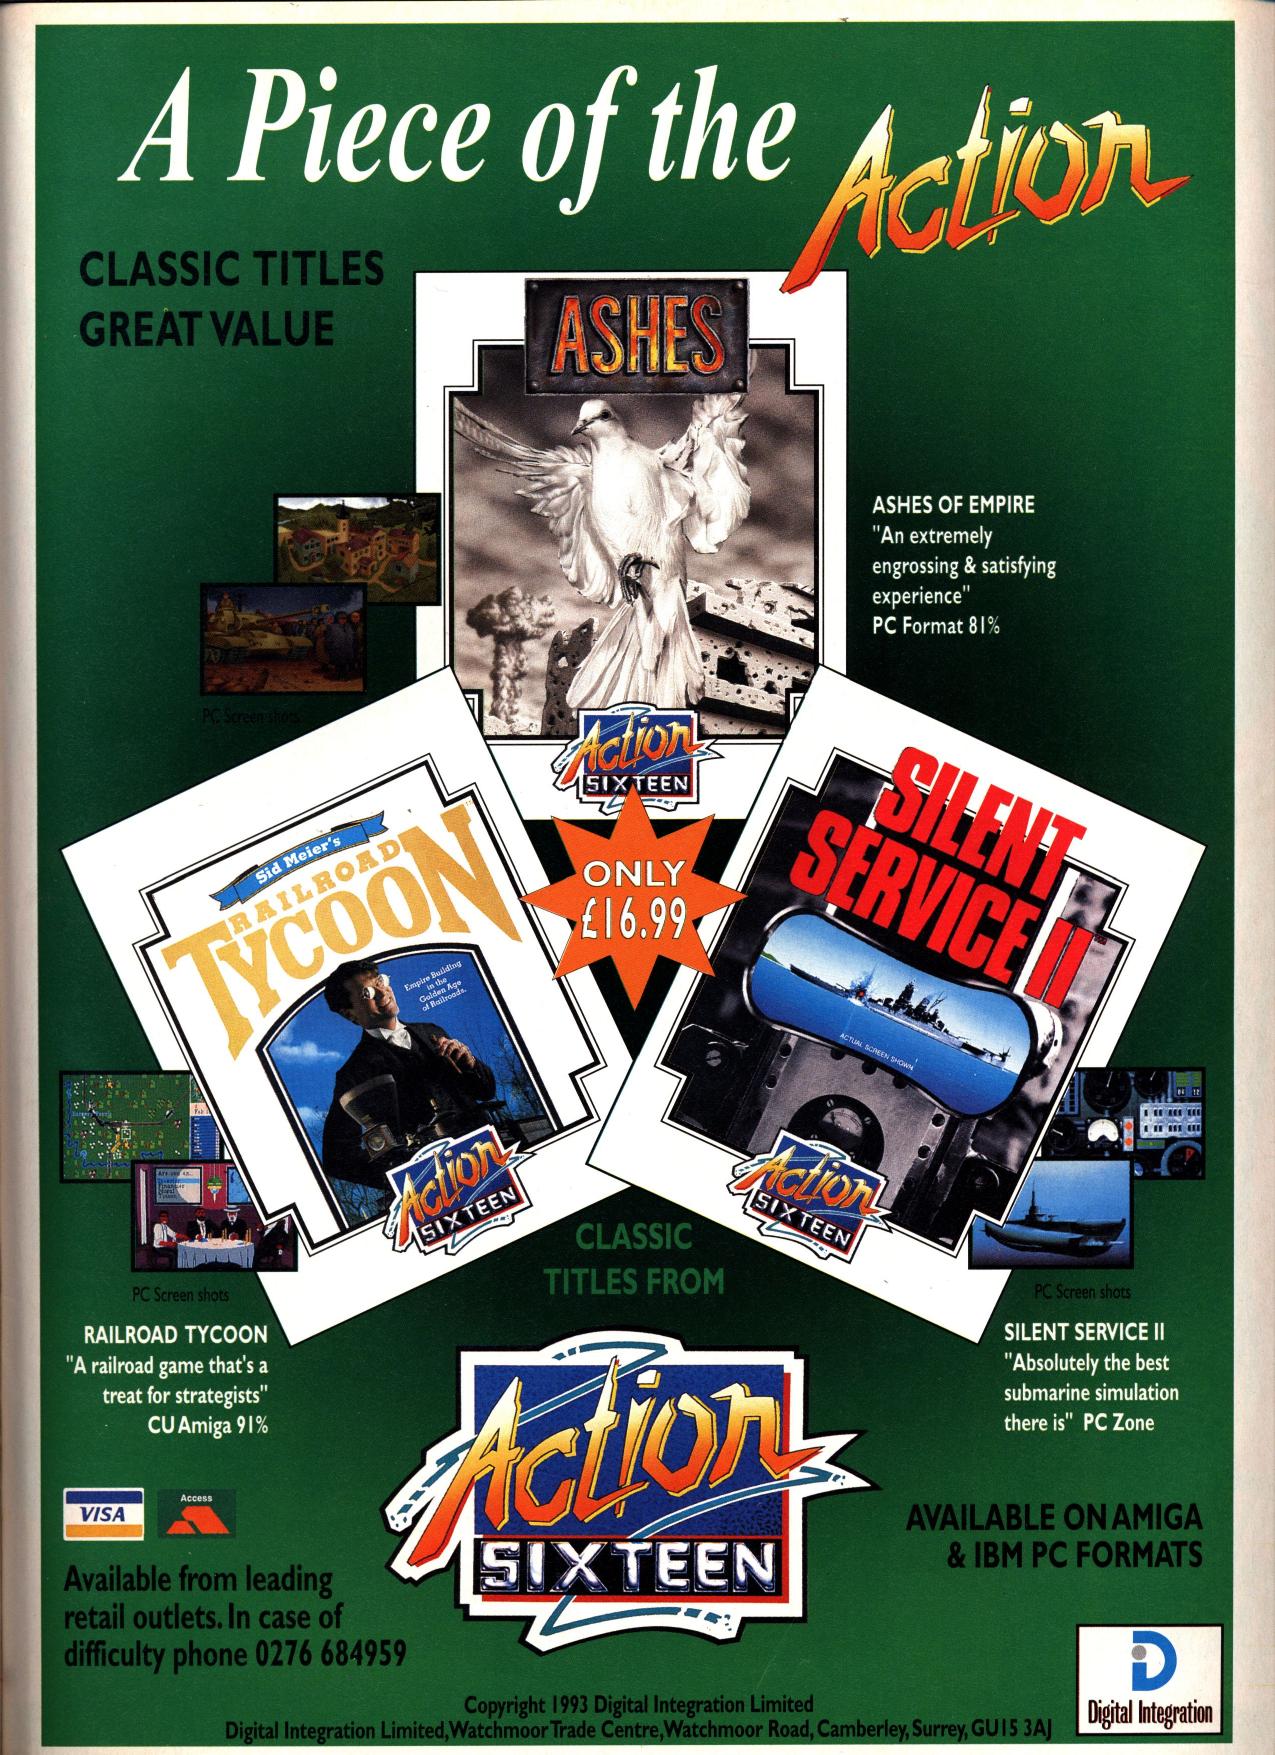 A Piece of the Action
CLASSIC TITLES
GREAT VALUE
ASHES
ASHES OF EMPIRE
"An extremely
engrossing & satisfying
experience"
PC Format 81%
PC Screen shots
Action
SIXTEEN
ONLY
£16.99
Sid Meier's
RAILROAD
TYCOON
Empire Building
in the
Golden Age
of Railroads.
Action
SIXTEEN
SILENT
SERVICE II
ACTUAL SCREEN SHOWN
Action
SIXTEEN
PC Screen shots
RAILROAD TYCOON
"A railroad game that's a
treat for strategists"
CU Amiga 91%
CLASSIC
TITLES FROM
PC Screen shots
SILENT SERVICE II
"Absolutely the best
submarine simulation
there is" PC Zone
Action
SIXTEEN
VISA
Access
Available from leading
retail outlets. In case of
difficulty phone 0276 684959
AVAILABLE ON AMIGA
& IBM PC FORMATS
Digital Integration
Copyright 1993 Digital Integration Limited
Digital Integration Limited, Watchmoor Trade Centre, Watchmoor Road, Camberley, Surrey, GU15 3AJ